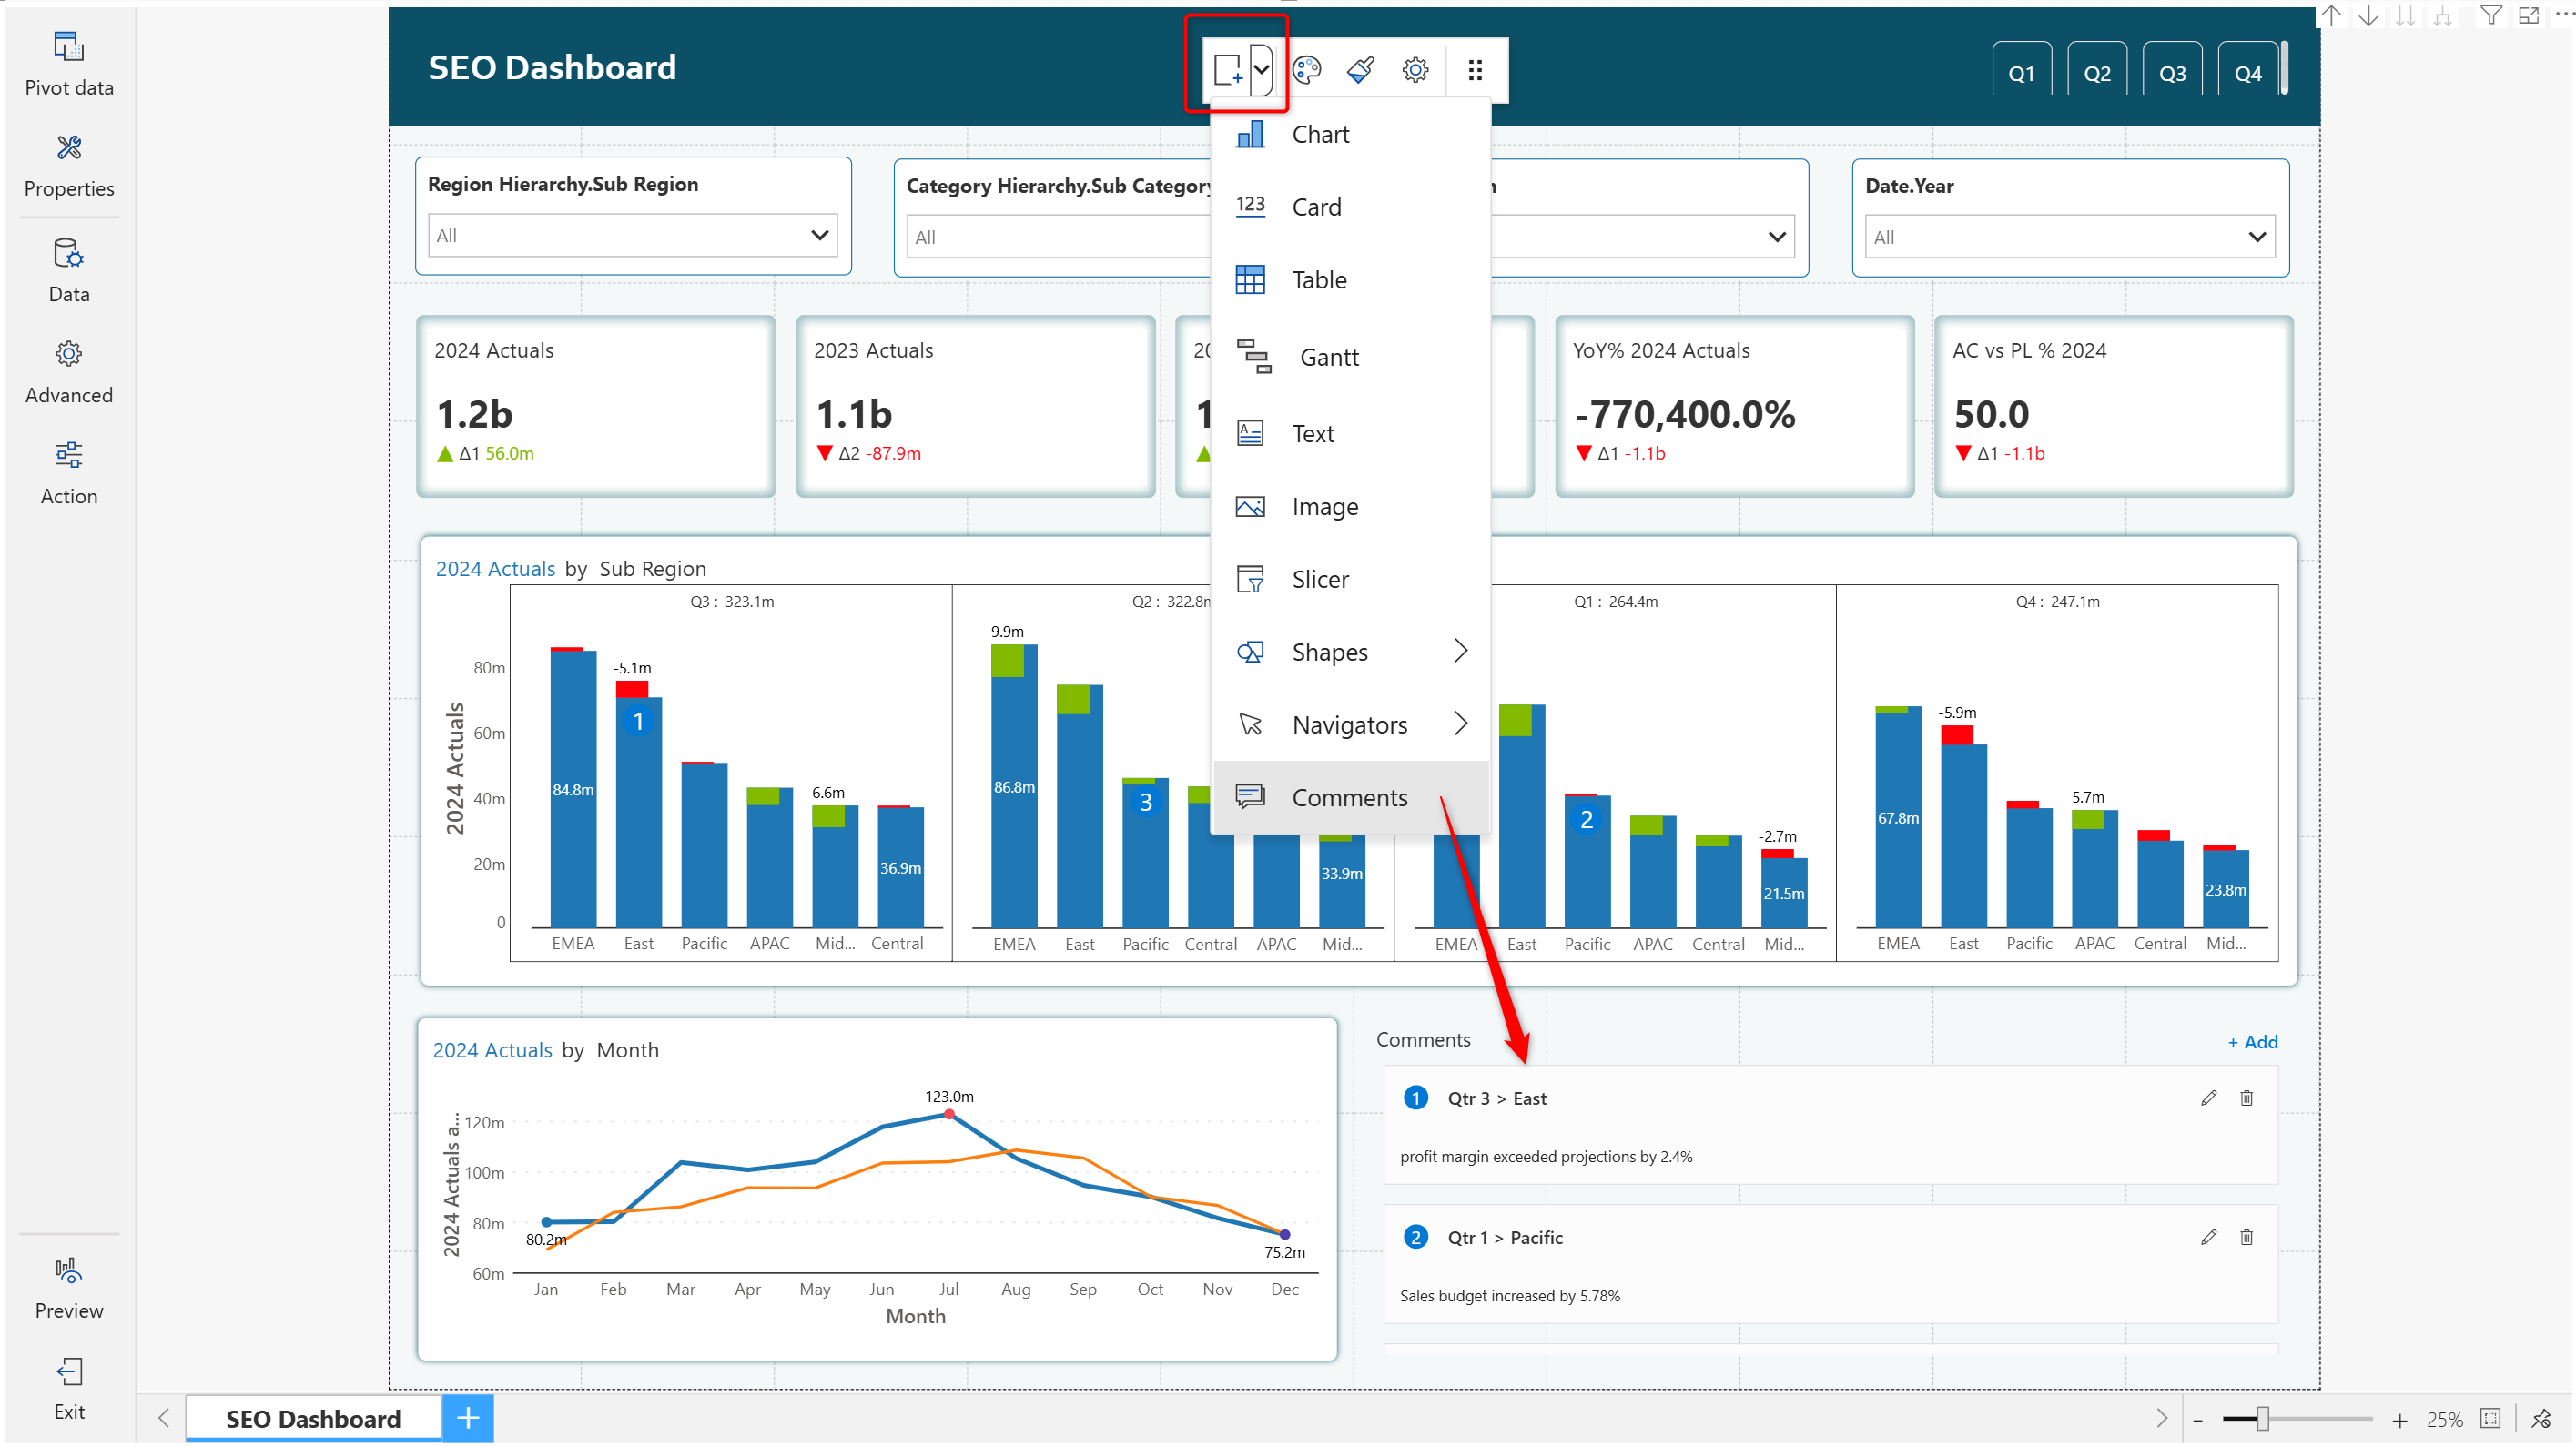 Pivot data
Properties
Data
Advanced
Action
Preview
Exit
SEO Dashboard
Q1
Q2
Q3
Q4
Chart
123
Card
Table
Gantt
Text
Image
Slicer
Shapes
Navigators
Comments
Region Hierarchy.Sub Region
All
Category Hierarchy.Sub Category
All
Date.Year
All
2024 Actuals
1.2b
Δ1 56.0m
2023 Actuals
1.1b
Δ2 -87.9m
YoY% 2024 Actuals
-770,400.0%
Δ1 -1.1b
AC vs PL % 2024
50.0
Δ1 -1.1b
2024 Actuals by Sub Region
2024 Actuals
80m
60m
40m
20m
0
Q3 : 323.1m
-5.1m
1
84.8m
6.6m
36.9m
EMEA East Pacific APAC Mid... Central
Q2 : 322.8m
9.9m
86.8m
3
33.9m
EMEA East Pacific Central APAC Mid...
Q1 : 264.4m
2
-2.7m
21.5m
EMEA East Pacific APAC Central Mid...
Q4 : 247.1m
-5.9m
67.8m
5.7m
23.8m
EMEA East Pacific APAC Central Mid...
2024 Actuals by Month
2024 Actuals a...
120m
100m
80m
60m
123.0m
80.2m
75.2m
Jan Feb Mar Apr May Jun Jul Aug Sep Oct Nov Dec
Month
Comments
+ Add
1 Qtr 3 > East
profit margin exceeded projections by 2.4%
2 Qtr 1 > Pacific
Sales budget increased by 5.78%
SEO Dashboard
+
- + 25%